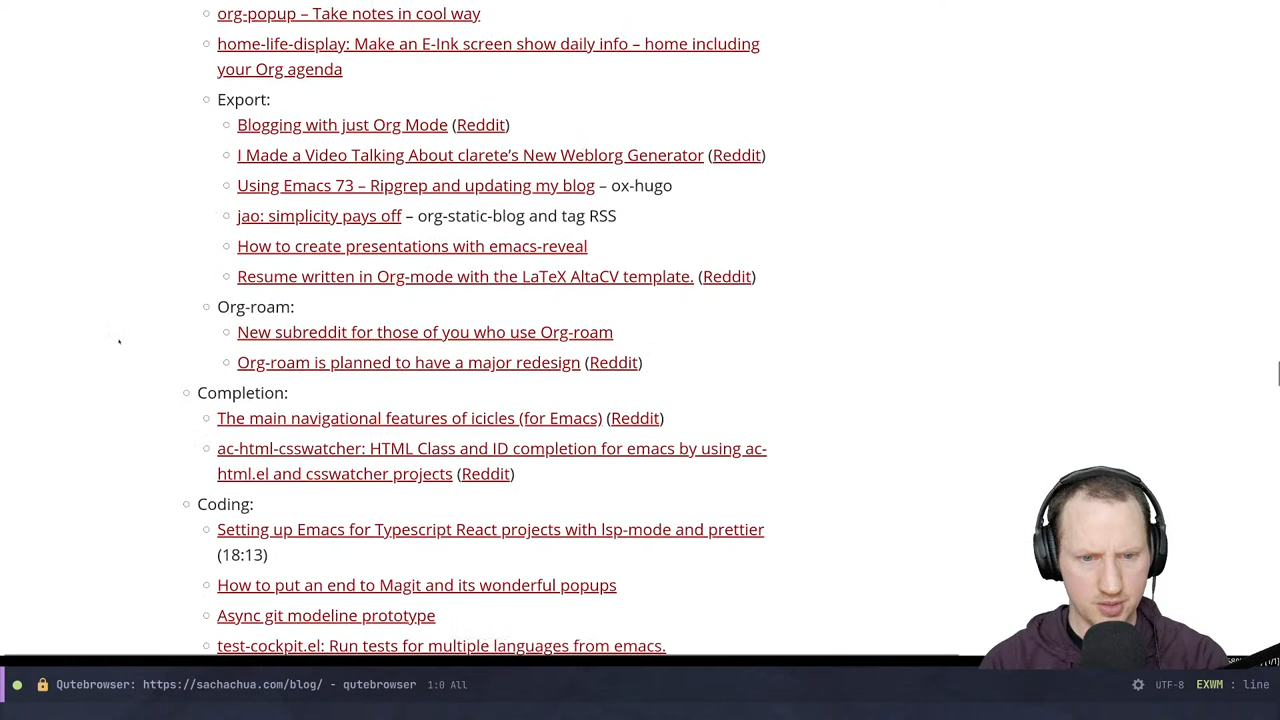 org-popup – Take notes in cool way
home-life-display: Make an E-Ink screen show daily info – home including
your Org agenda
Export:
Blogging with just Org Mode (Reddit)
I Made a Video Talking About clarete’s New Weblorg Generator (Reddit)
Using Emacs 73 – Ripgrep and updating my blog – ox-hugo
jao: simplicity pays off – org-static-blog and tag RSS
How to create presentations with emacs-reveal
Resume written in Org-mode with the LaTeX AltaCV template. (Reddit)
Org-roam:
New subreddit for those of you who use Org-roam
Org-roam is planned to have a major redesign (Reddit)
Completion:
The main navigational features of icicles (for Emacs) (Reddit)
ac-html-csswatcher: HTML Class and ID completion for emacs by using ac-
html.el and csswatcher projects (Reddit)
Coding:
Setting up Emacs for Typescript React projects with lsp-mode and prettier
(18:13)
How to put an end to Magit and its wonderful popups
Async git modeline prototype
test-cockpit.el: Run tests for multiple languages from emacs.
Qutebrowser: https://sachachua.com/blog/ - qutebrowser 1:0 All UTF-8 EXWM : line